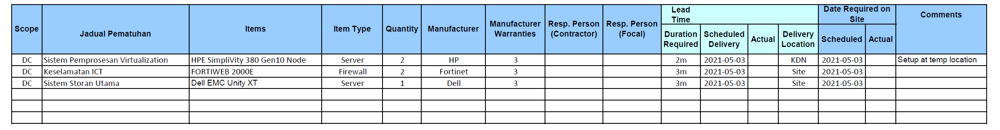 Scope Jadual Pematuhan Items Item Type Quantity Manufacturer Manufacturer Warranties Resp. Person (Contractor) Resp. Person (Focal) Lead Time Date Required on Site Comments
Duration Required Scheduled Delivery Actual Delivery Location Scheduled Actual
DC Sistem Pemprosesan Virtualization HPE SimpliVity 380 Gen10 Node Server 2 HP 3 2m 2021-05-03 KDN 2021-05-03 Setup at temp location
DC Keselamatan ICT FORTIWEB 2000E Firewall 2 Fortinet 3 3m 2021-05-03 Site 2021-05-03
DC Sistem Storan Utama Dell EMC Unity XT Server 1 Dell 3 3m 2021-05-03 Site 2021-05-03